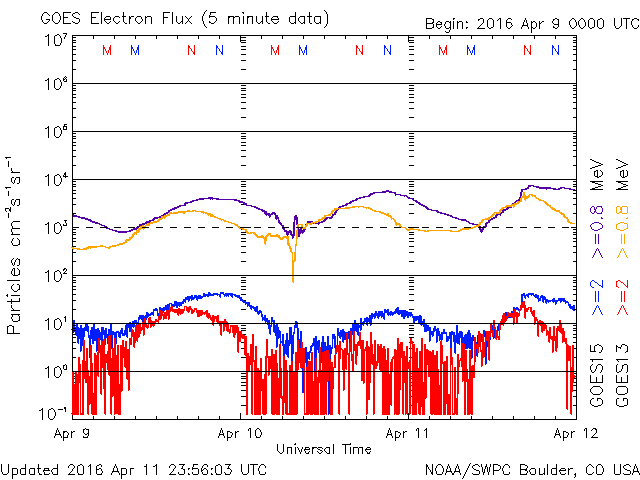 GOES Electron Flux (5 minute data)
Begin: 2016 Apr 9 0000 UTC
10⁷
M M N N M M N N M M N N
10⁶
10⁵
10⁴
10³
10²
10¹
10⁰
10⁻¹
Particles cm⁻²s⁻¹sr⁻¹
Apr 9 Apr 10 Apr 11 Apr 12
Universal Time
GOES15 >=2 >=0.8 MeV
GOES13 >=2 >=0.8 MeV
Updated 2016 Apr 11 23:56:03 UTC
NOAA/SWPC Boulder, CO USA